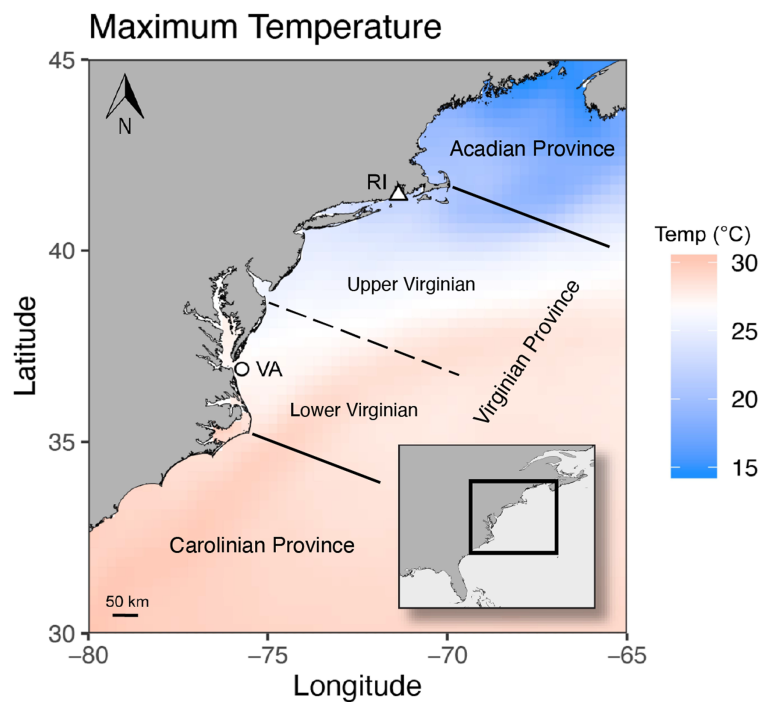 Maximum Temperature
45
N
Acadian Province
RI
40
Temp (°C)
30
Upper Virginian
25
Virginian Province
VA
20
Latitude
Lower Virginian
35
15
Carolinian Province
50 km
30
−80
−75
−70
−65
Longitude